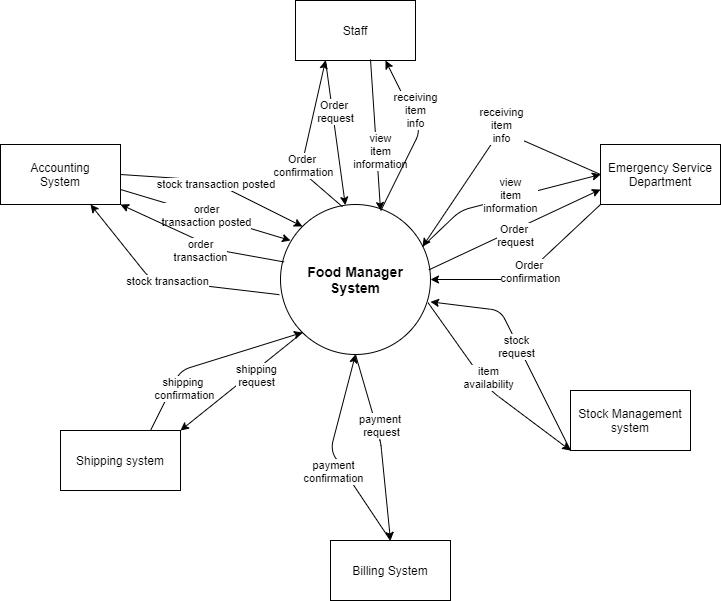 Staff
Order
request
receiving
item
info
view
item
information
Order
confirmation
receiving
item
info
Accounting
System
Emergency Service
Department
stock transaction posted
view
item
information
order
transaction posted
Order
request
order
transaction
Order
confirmation
stock transaction
Food Manager
System
stock
request
item
availability
shipping
request
shipping
confirmation
payment
request
payment
confirmation
Stock Management
system
Shipping system
Billing System